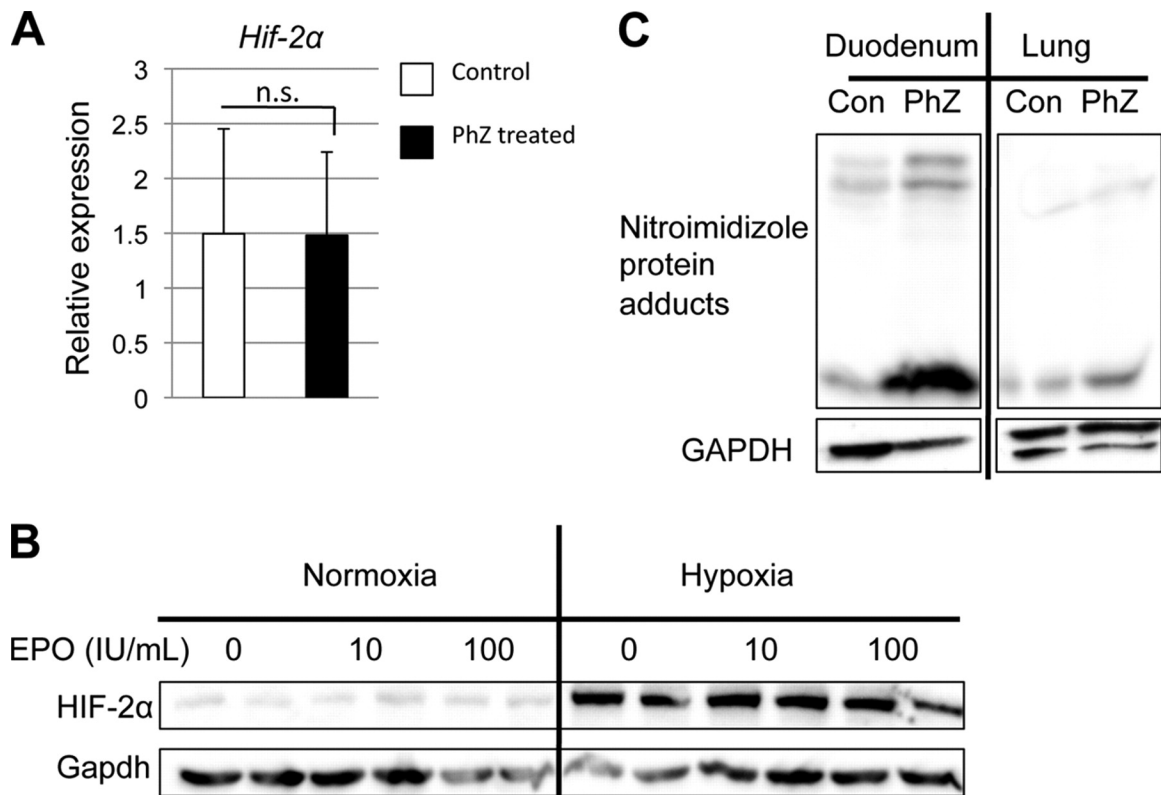 A
Hif-2α
Relative expression
3
2.5
2
1.5
1
0.5
0
n.s.
Control
PhZ treated
C
Duodenum Lung
Con PhZ Con PhZ
Nitroimidizole
protein
adducts
GAPDH
B
Normoxia Hypoxia
EPO (IU/mL) 0 10 100 0 10 100
HIF-2α
Gapdh